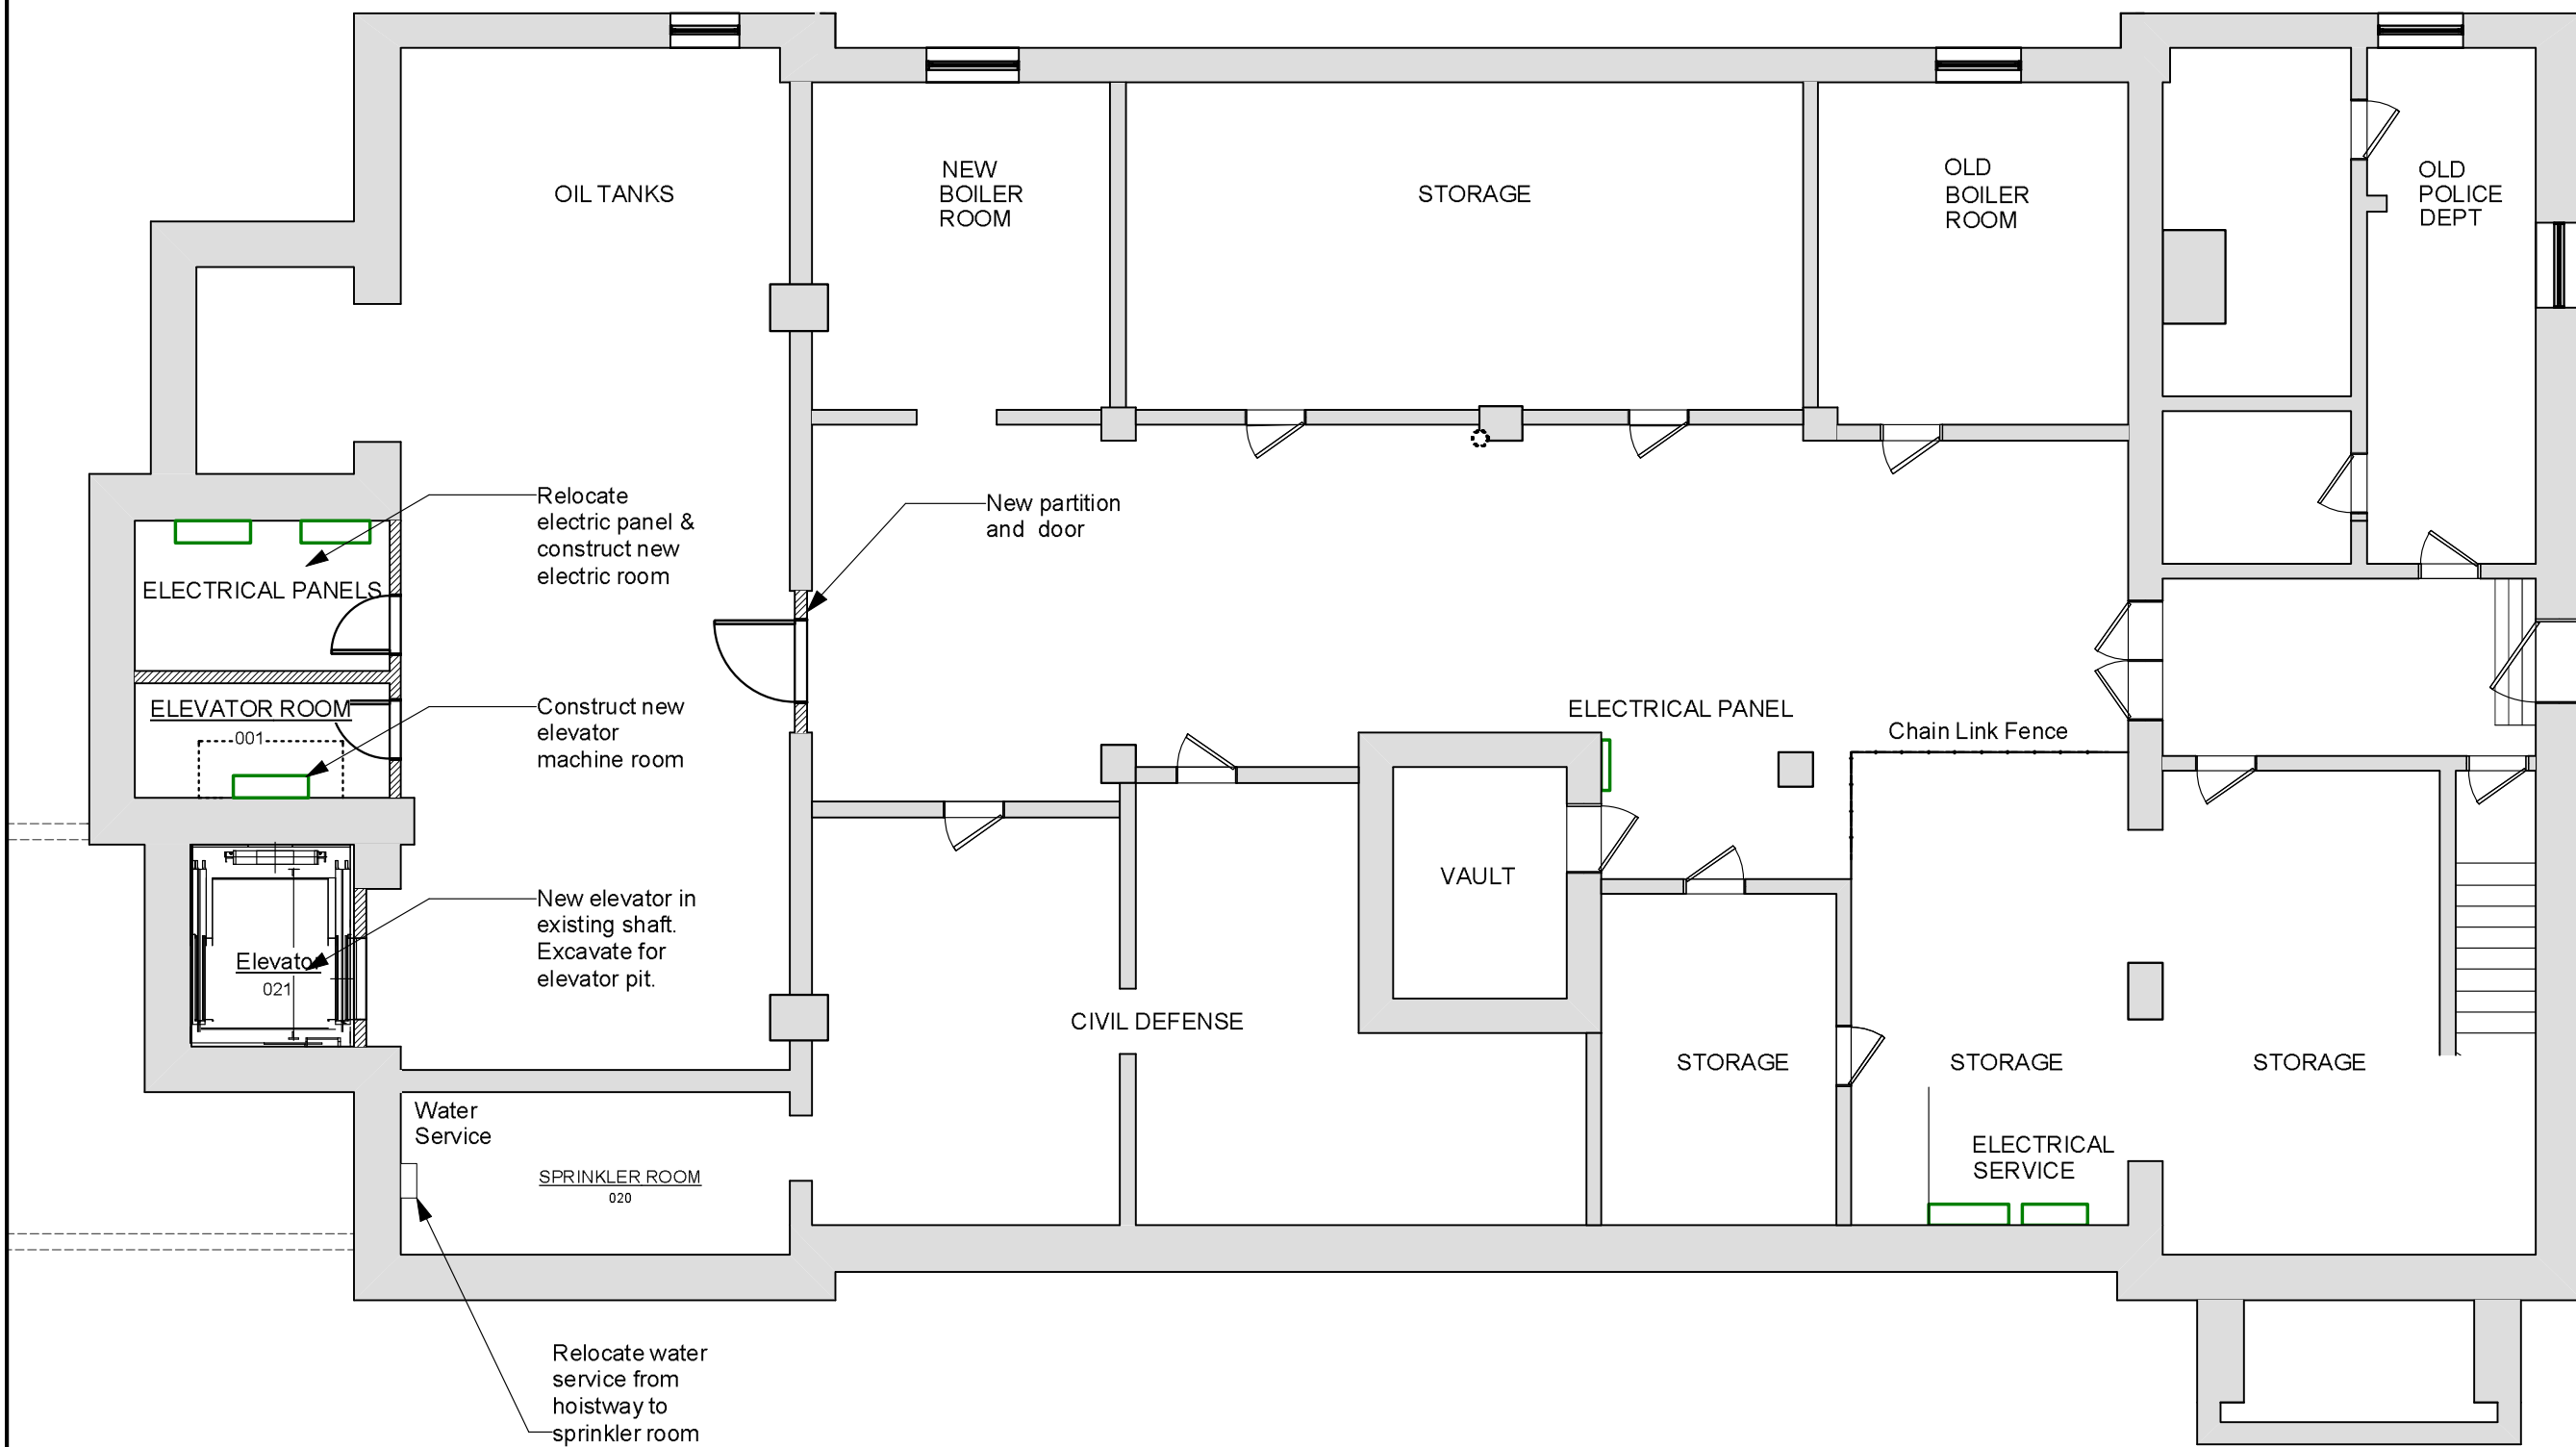 OIL TANKS
NEW
BOILER
ROOM
STORAGE
OLD
BOILER
ROOM
OLD
POLICE
DEPT
Relocate
electric panel &
construct new
electric room
New partition
and door
ELECTRICAL PANELS
ELEVATOR ROOM
001
Construct new
elevator
machine room
ELECTRICAL PANEL
Chain Link Fence
VAULT
New elevator in
existing shaft.
Excavate for
elevator pit.
Elevator
021
CIVIL DEFENSE
STORAGE
STORAGE
STORAGE
Water
Service
SPRINKLER ROOM
020
ELECTRICAL
SERVICE
Relocate water
service from
hoistway to
sprinkler room